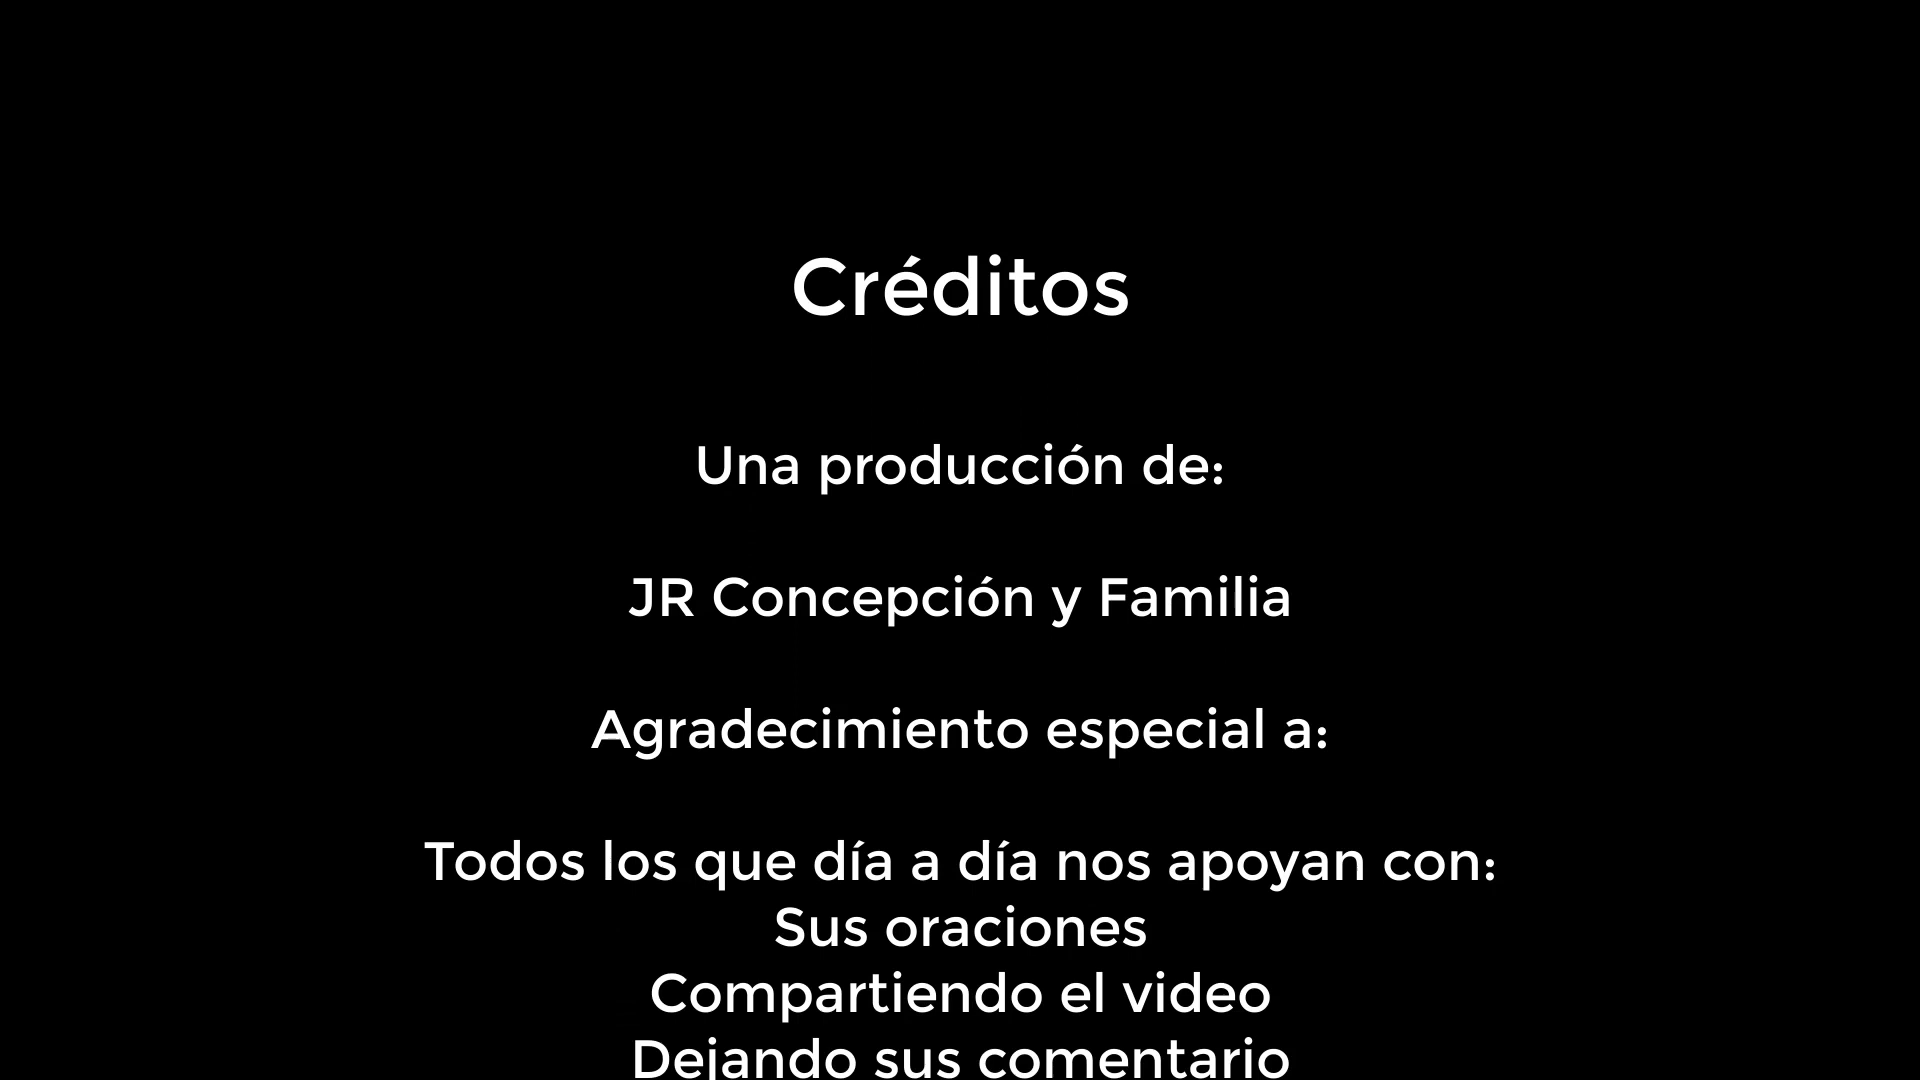 Créditos
Una producción de:
JR Concepción y Familia
Agradecimiento especial a:
Todos los que día a día nos apoyan con:
Sus oraciones
Compartiendo el video
Dejando sus comentario